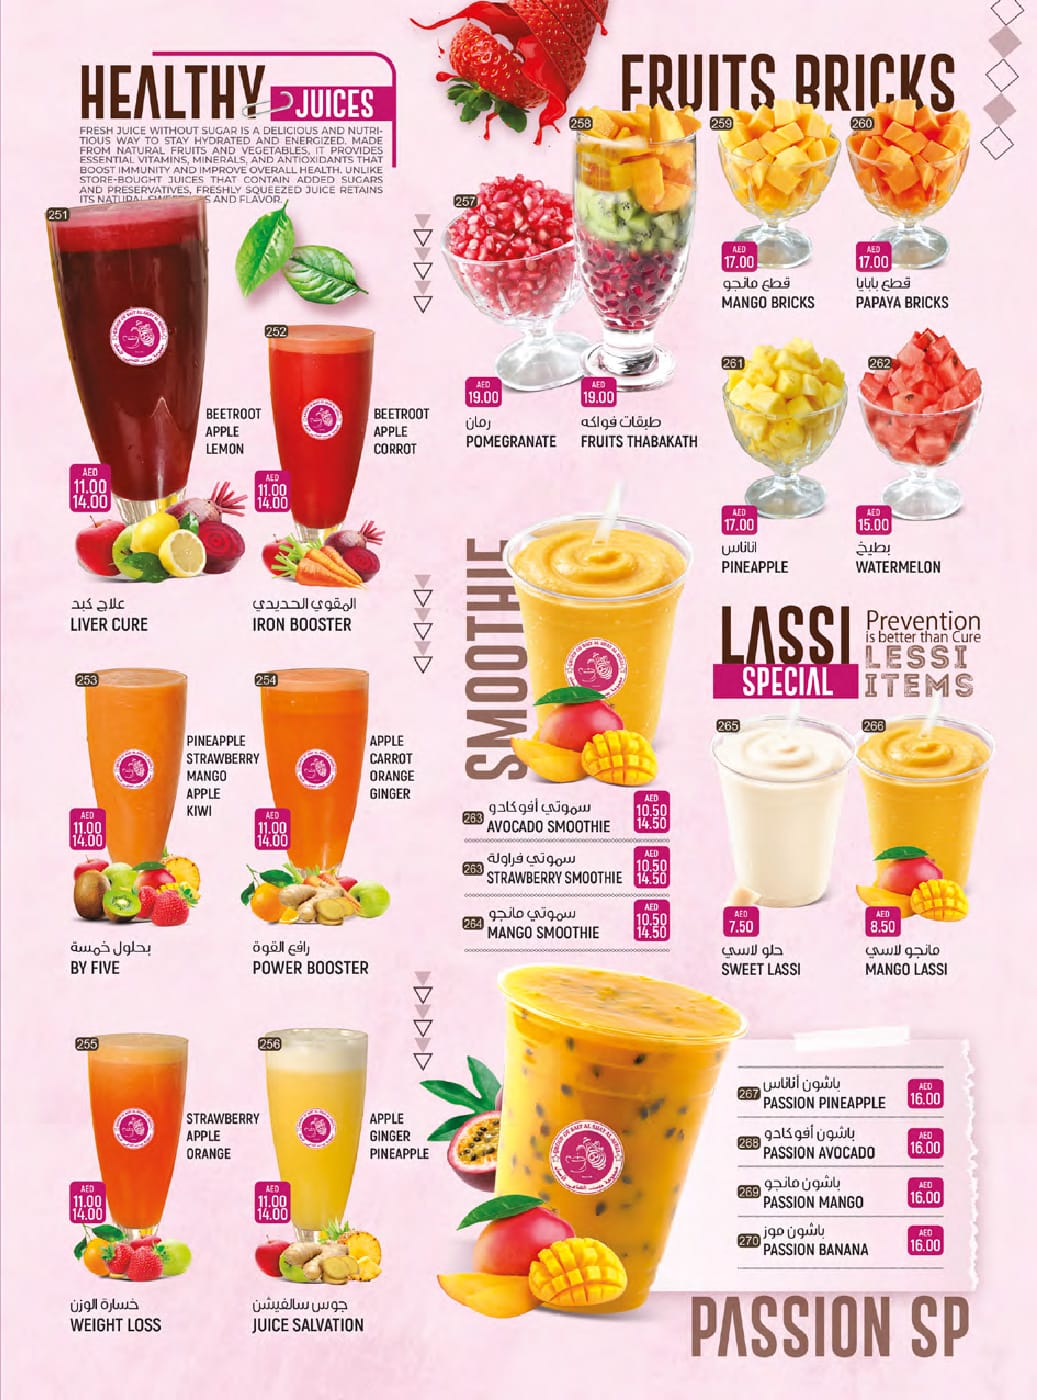 HEALTHY
JUICES
FRESH JUICE WITHOUT SUGAR IS A DELICIOUS AND NUTRI-
TIOUS WAY TO STAY HYDRATED AND ENERGIZED. MADE
FROM NATURAL FRUITS AND VEGETABLES, IT PROVIDES
ESSENTIAL VITAMINS, MINERALS, AND ANTIOXIDANTS THAT
BOOST IMMUNITY AND IMPROVE OVERALL HEALTH. UNLIKE
STORE-BOUGHT JUICES THAT CONTAIN ADDED SUGARS
AND PRESERVATIVES, FRESHLY SQUEEZED JUICE RETAINS
ITS NATURAL AND FLAVOR.
251
BEETROOT
APPLE
LEMON
AED
11.00
14.00
علاج كبد
LIVER CURE
252
BEETROOT
APPLE
CORROT
AED
11.00
14.00
المقوي الحديدي
IRON BOOSTER
253
PINEAPPLE
STRAWBERRY
MANGO
APPLE
KIWI
AED
11.00
14.00
بحلول خمسة
BY FIVE
254
APPLE
CARROT
ORANGE
GINGER
AED
11.00
14.00
رافع القوة
POWER BOOSTER
255
STRAWBERRY
APPLE
ORANGE
AED
11.00
14.00
خسارة الوزن
WEIGHT LOSS
256
APPLE
GINGER
PINEAPPLE
AED
11.00
14.00
جوس سالفيشن
JUICE SALVATION
FRUITS BRICKS
257
AED
19.00
رمان
POMEGRANATE
258
AED
19.00
طبقات فواكه
FRUITS THABAKATH
259
AED
17.00
قطع مانجو
MANGO BRICKS
260
AED
17.00
قطع بابايا
PAPAYA BRICKS
261
AED
17.00
اناناس
PINEAPPLE
262
AED
15.00
بطيخ
WATERMELON
SMOOTHIE
263
سموتي أفوكادو
AVOCADO SMOOTHIE
AED
10.50
14.50
263
سموتي فراولة
STRAWBERRY SMOOTHIE
AED
10.50
14.50
264
سموتي مانجو
MANGO SMOOTHIE
AED
10.50
14.50
LASSI
SPECIAL
Prevention
is better than Cure
LESSI
ITEMS
265
AED
7.50
حلو لاسي
SWEET LASSI
266
AED
8.50
مانجو لاسي
MANGO LASSI
267
باشون أناناس
PASSION PINEAPPLE
AED
16.00
268
باشون أفوكادو
PASSION AVOCADO
AED
16.00
269
باشون مانجو
PASSION MANGO
AED
16.00
270
باشون موز
PASSION BANANA
AED
16.00
PASSION SP